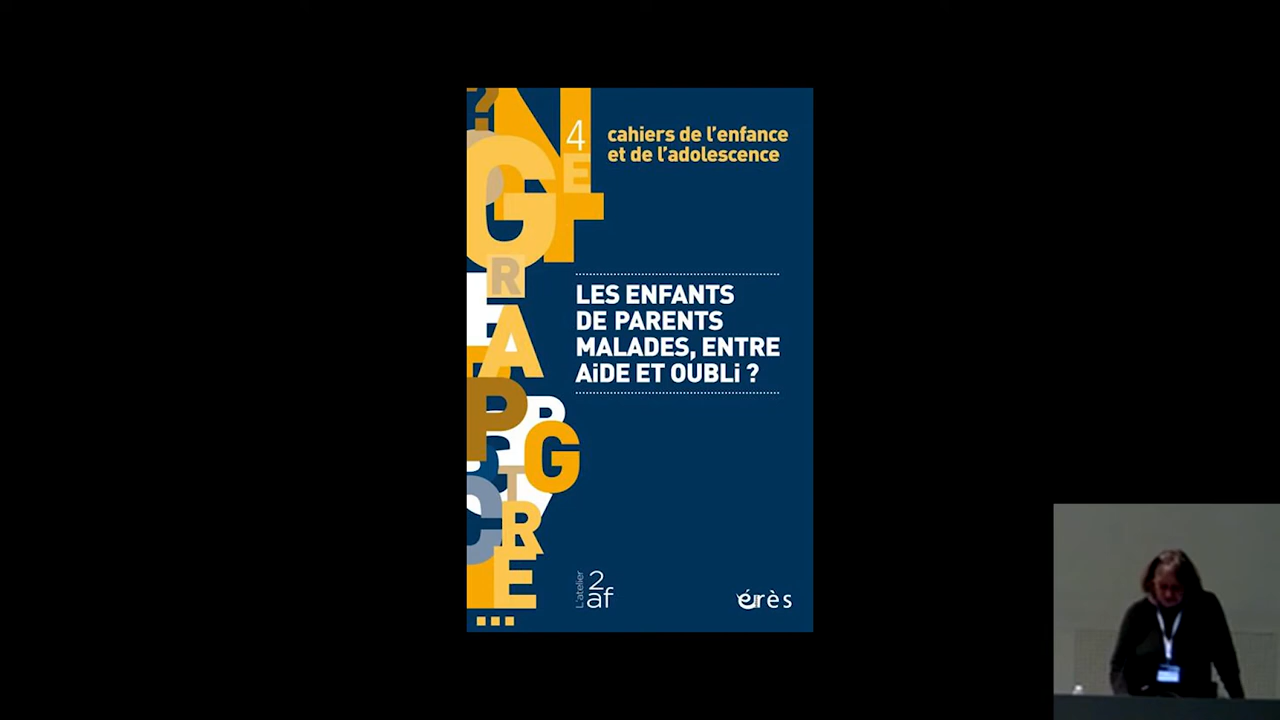 4
cahiers de l'enfance
et de l'adolescence
LES ENFANTS
DE PARENTS
MALADES, ENTRE
AiDE ET OUBLi ?
L'atelier
2
af
érès
?
N
E
G
R
A
P
G
T
C
R
E
...